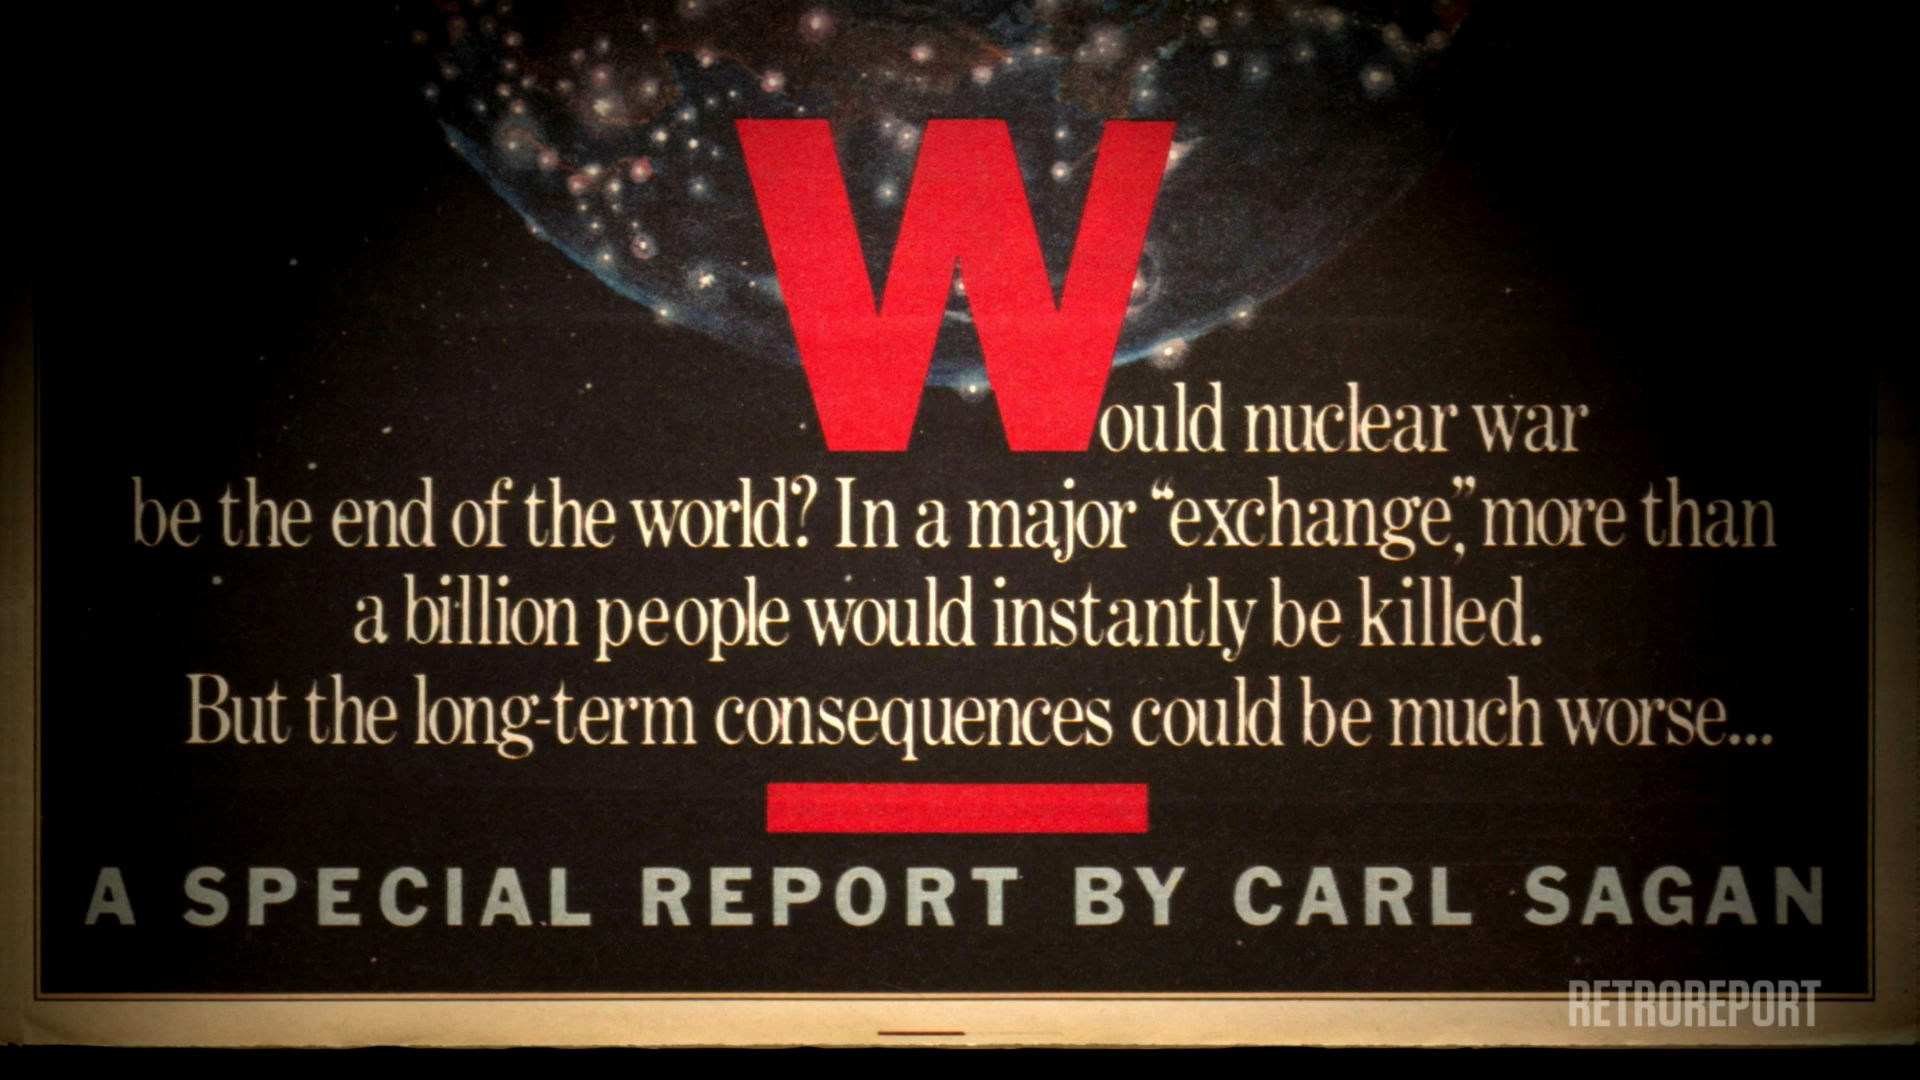 Would nuclear war
be the end of the world? In a major “exchange,” more than
a billion people would instantly be killed.
But the long-term consequences could be much worse...
A SPECIAL REPORT BY CARL SAGAN
RETROREPORT